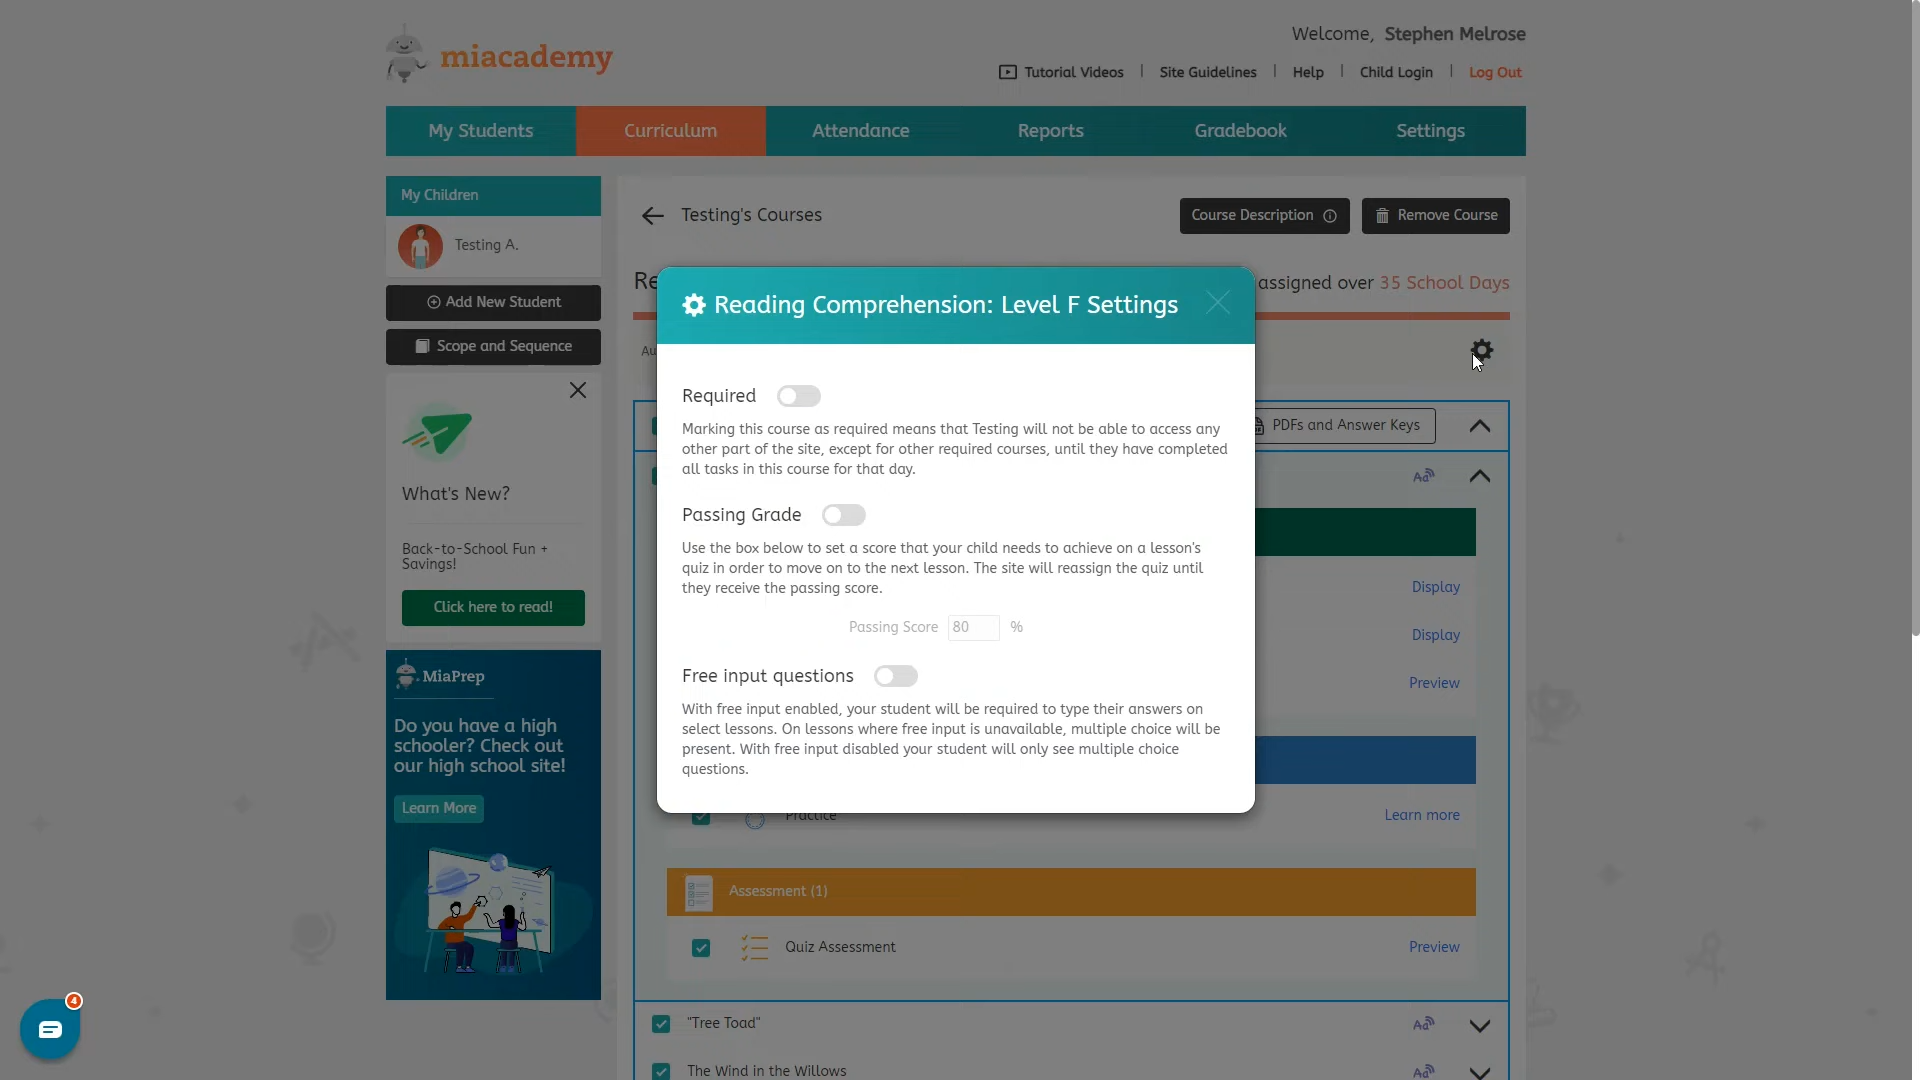 miacademy
Welcome, Stephen Melrose
Tutorial Videos | Site Guidelines | Help | Child Login | Log Out
My Students
Curriculum
Attendance
Reports
Gradebook
Settings
My Children
Testing A.
Add New Student
Scope and Sequence
What's New?
Back-to-School Fun +
Savings!
Click here to read!
MiaPrep
Do you have a high
schooler? Check out
our high school site!
Learn More
4
Testing's Courses
Course Description
Remove Course
Re
assigned over 35 School Days
Au
Reading Comprehension: Level F Settings
Required
Marking this course as required means that Testing will not be able to access any
other part of the site, except for other required courses, until they have completed
all tasks in this course for that day.
Passing Grade
Use the box below to set a score that your child needs to achieve on a lesson's
quiz in order to move on to the next lesson. The site will reassign the quiz until
they receive the passing score.
Passing Score 80 %
Free input questions
With free input enabled, your student will be required to type their answers on
select lessons. On lessons where free input is unavailable, multiple choice will be
present. With free input disabled your student will only see multiple choice
questions.
PDFs and Answer Keys
Display
Display
Preview
Practice
Learn more
Assessment (1)
Quiz Assessment
Preview
"Tree Toad"
The Wind in the Willows